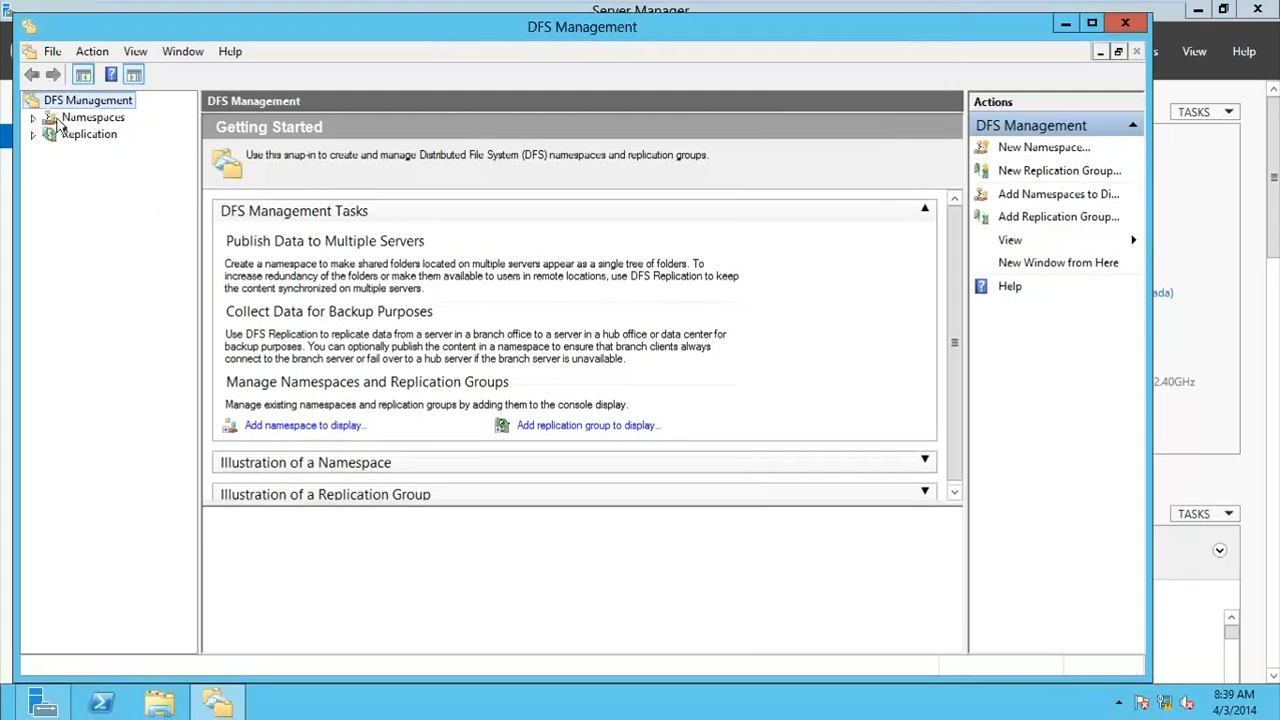 Server Manager
DFS Management
File Action View Window Help
View Help
DFS Management
Namespaces
Replication
DFS Management
Getting Started
Use this snap-in to create and manage Distributed File System (DFS) namespaces and replication groups.
DFS Management Tasks
Publish Data to Multiple Servers
Create a namespace to make shared folders located on multiple servers appear as a single tree of folders. To
increase redundancy of the folders or make them available to users in remote locations, use DFS Replication to keep
the content synchronized on multiple servers.
Collect Data for Backup Purposes
Use DFS Replication to replicate data from a server in a branch office to a server in a hub office or data center for
backup purposes. You can optionally publish the content in a namespace to ensure that branch clients always
connect to the branch server or fail over to a hub server if the branch server is unavailable.
Manage Namespaces and Replication Groups
Manage existing namespaces and replication groups by adding them to the console display.
Add namespace to display... Add replication group to display...
Illustration of a Namespace
Illustration of a Replication Group
Actions
DFS Management
New Namespace...
New Replication Group...
Add Namespaces to Di...
Add Replication Group...
View
New Window from Here
Help
TASKS
ada)
2.40GHz
TASKS
8:39 AM
4/3/2014